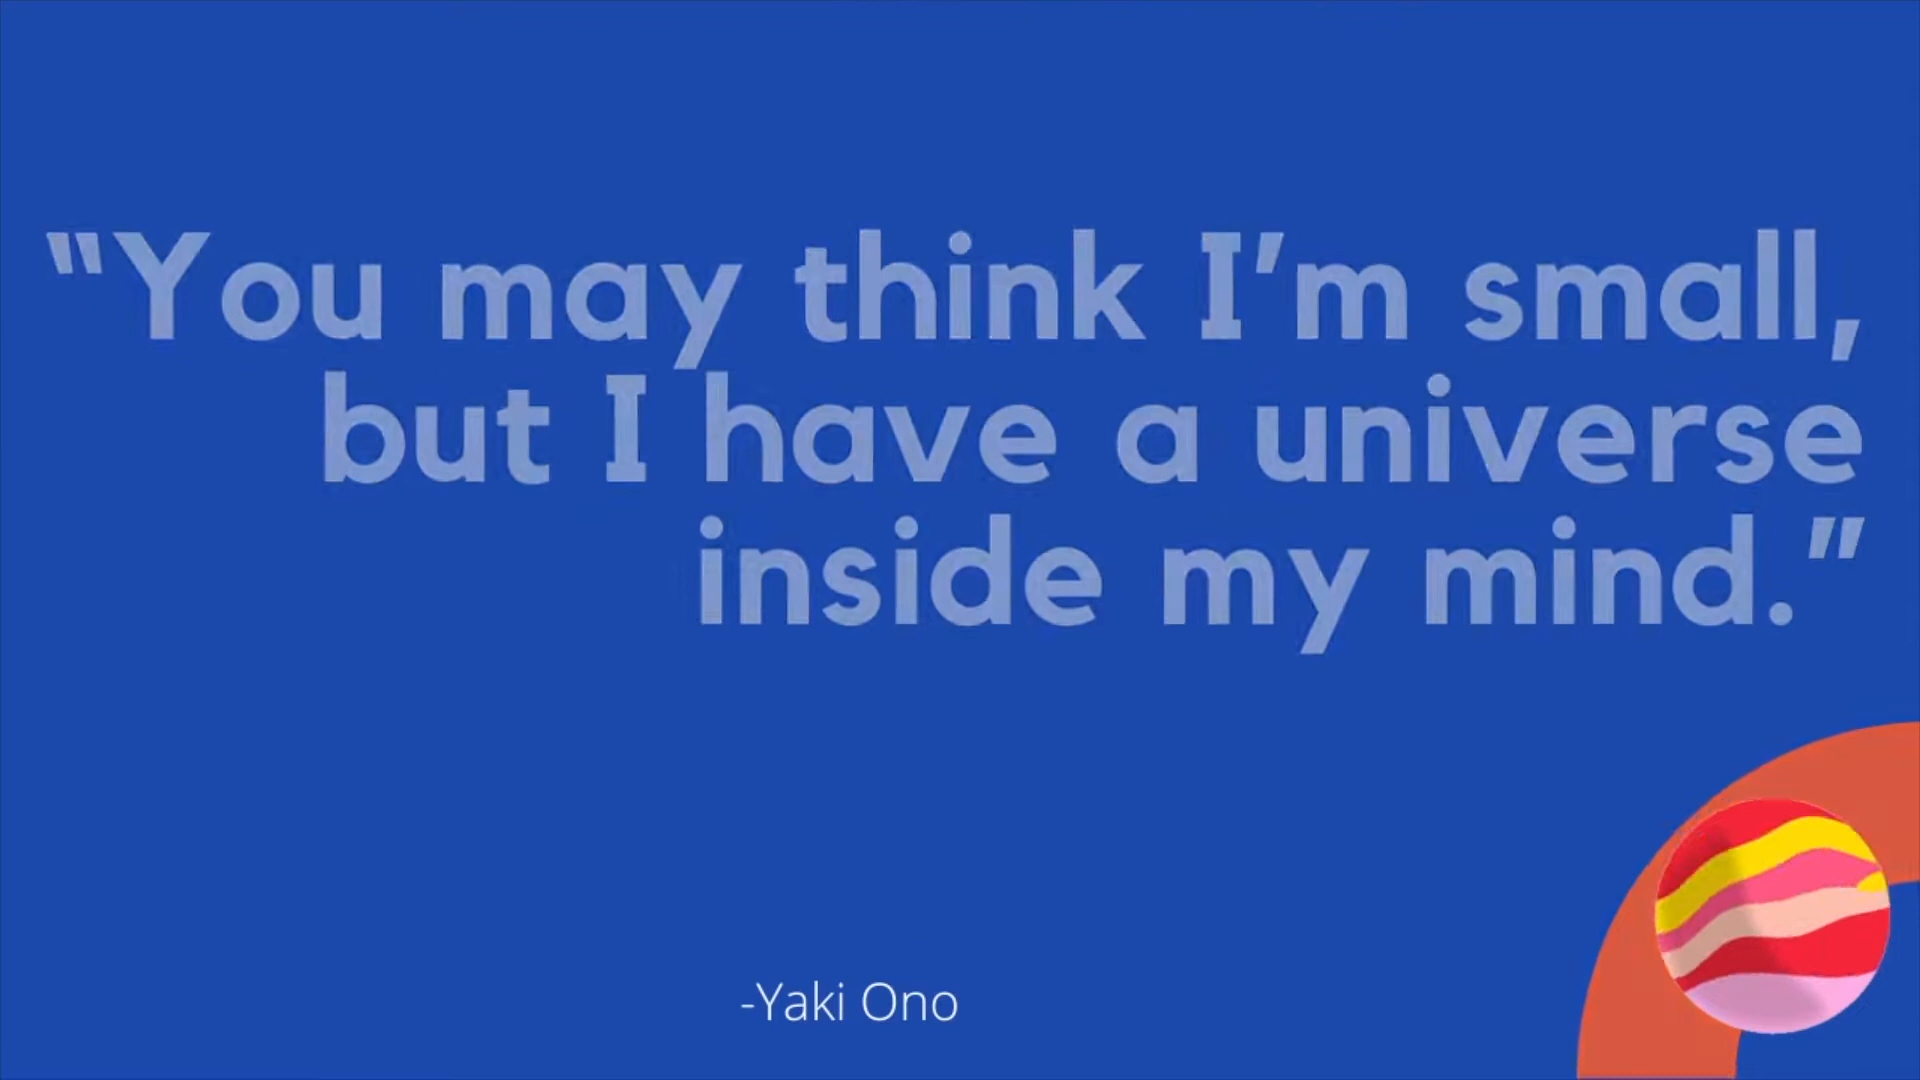 “You may think I’m small,
but I have a universe
inside my mind.”
-Yaki Ono